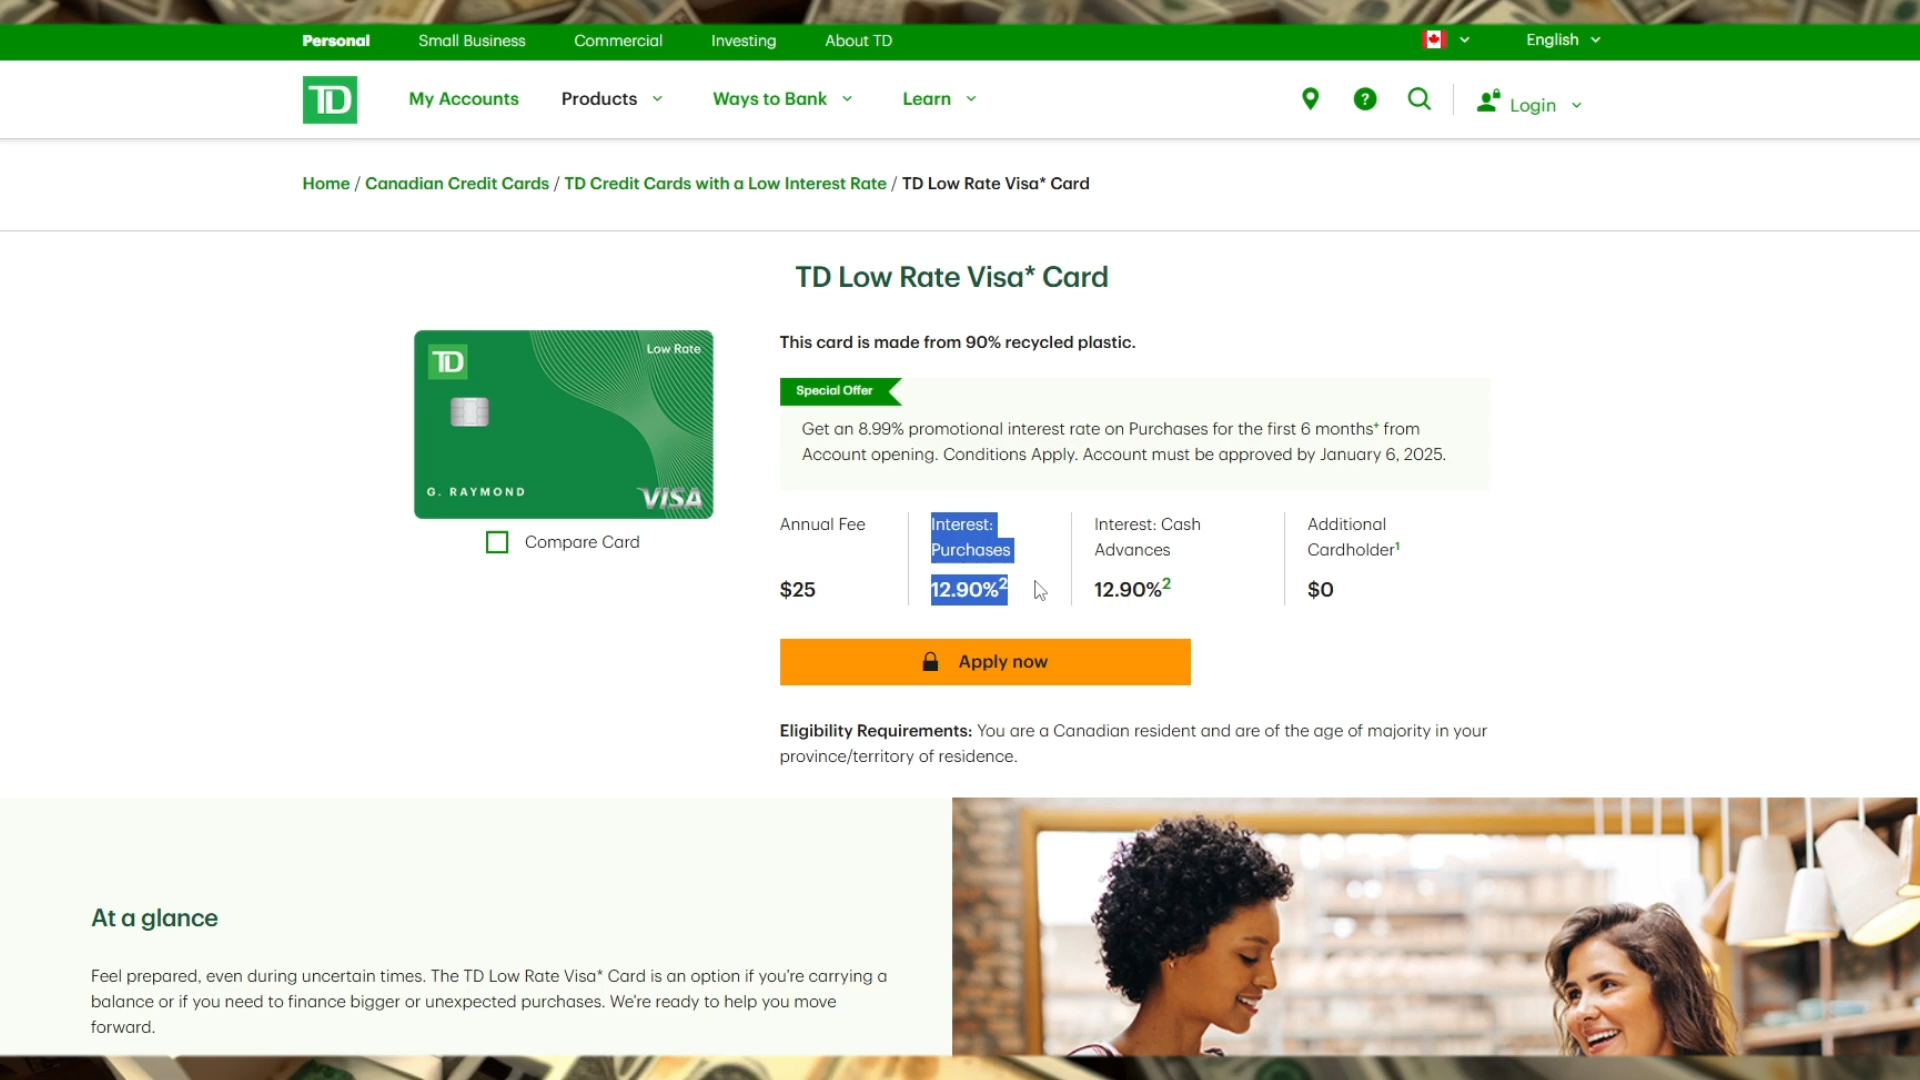 Personal Small Business Commercial Investing About TD English
TD My Accounts Products Ways to Bank Learn ? Login
Home / Canadian Credit Cards / TD Credit Cards with a Low Interest Rate / TD Low Rate Visa* Card
TD Low Rate Visa* Card
TD Low Rate
G. RAYMOND VISA
Compare Card
This card is made from 90% recycled plastic.
Special Offer
Get an 8.99% promotional interest rate on Purchases for the first 6 months† from
Account opening. Conditions Apply. Account must be approved by January 6, 2025.
Annual Fee
$25
Interest:
Purchases
12.90%2
Interest: Cash
Advances
12.90%2
Additional
Cardholder1
$0
Apply now
Eligibility Requirements: You are a Canadian resident and are of the age of majority in your
province/territory of residence.
At a glance
Feel prepared, even during uncertain times. The TD Low Rate Visa* Card is an option if you're carrying a
balance or if you need to finance bigger or unexpected purchases. We're ready to help you move
forward.